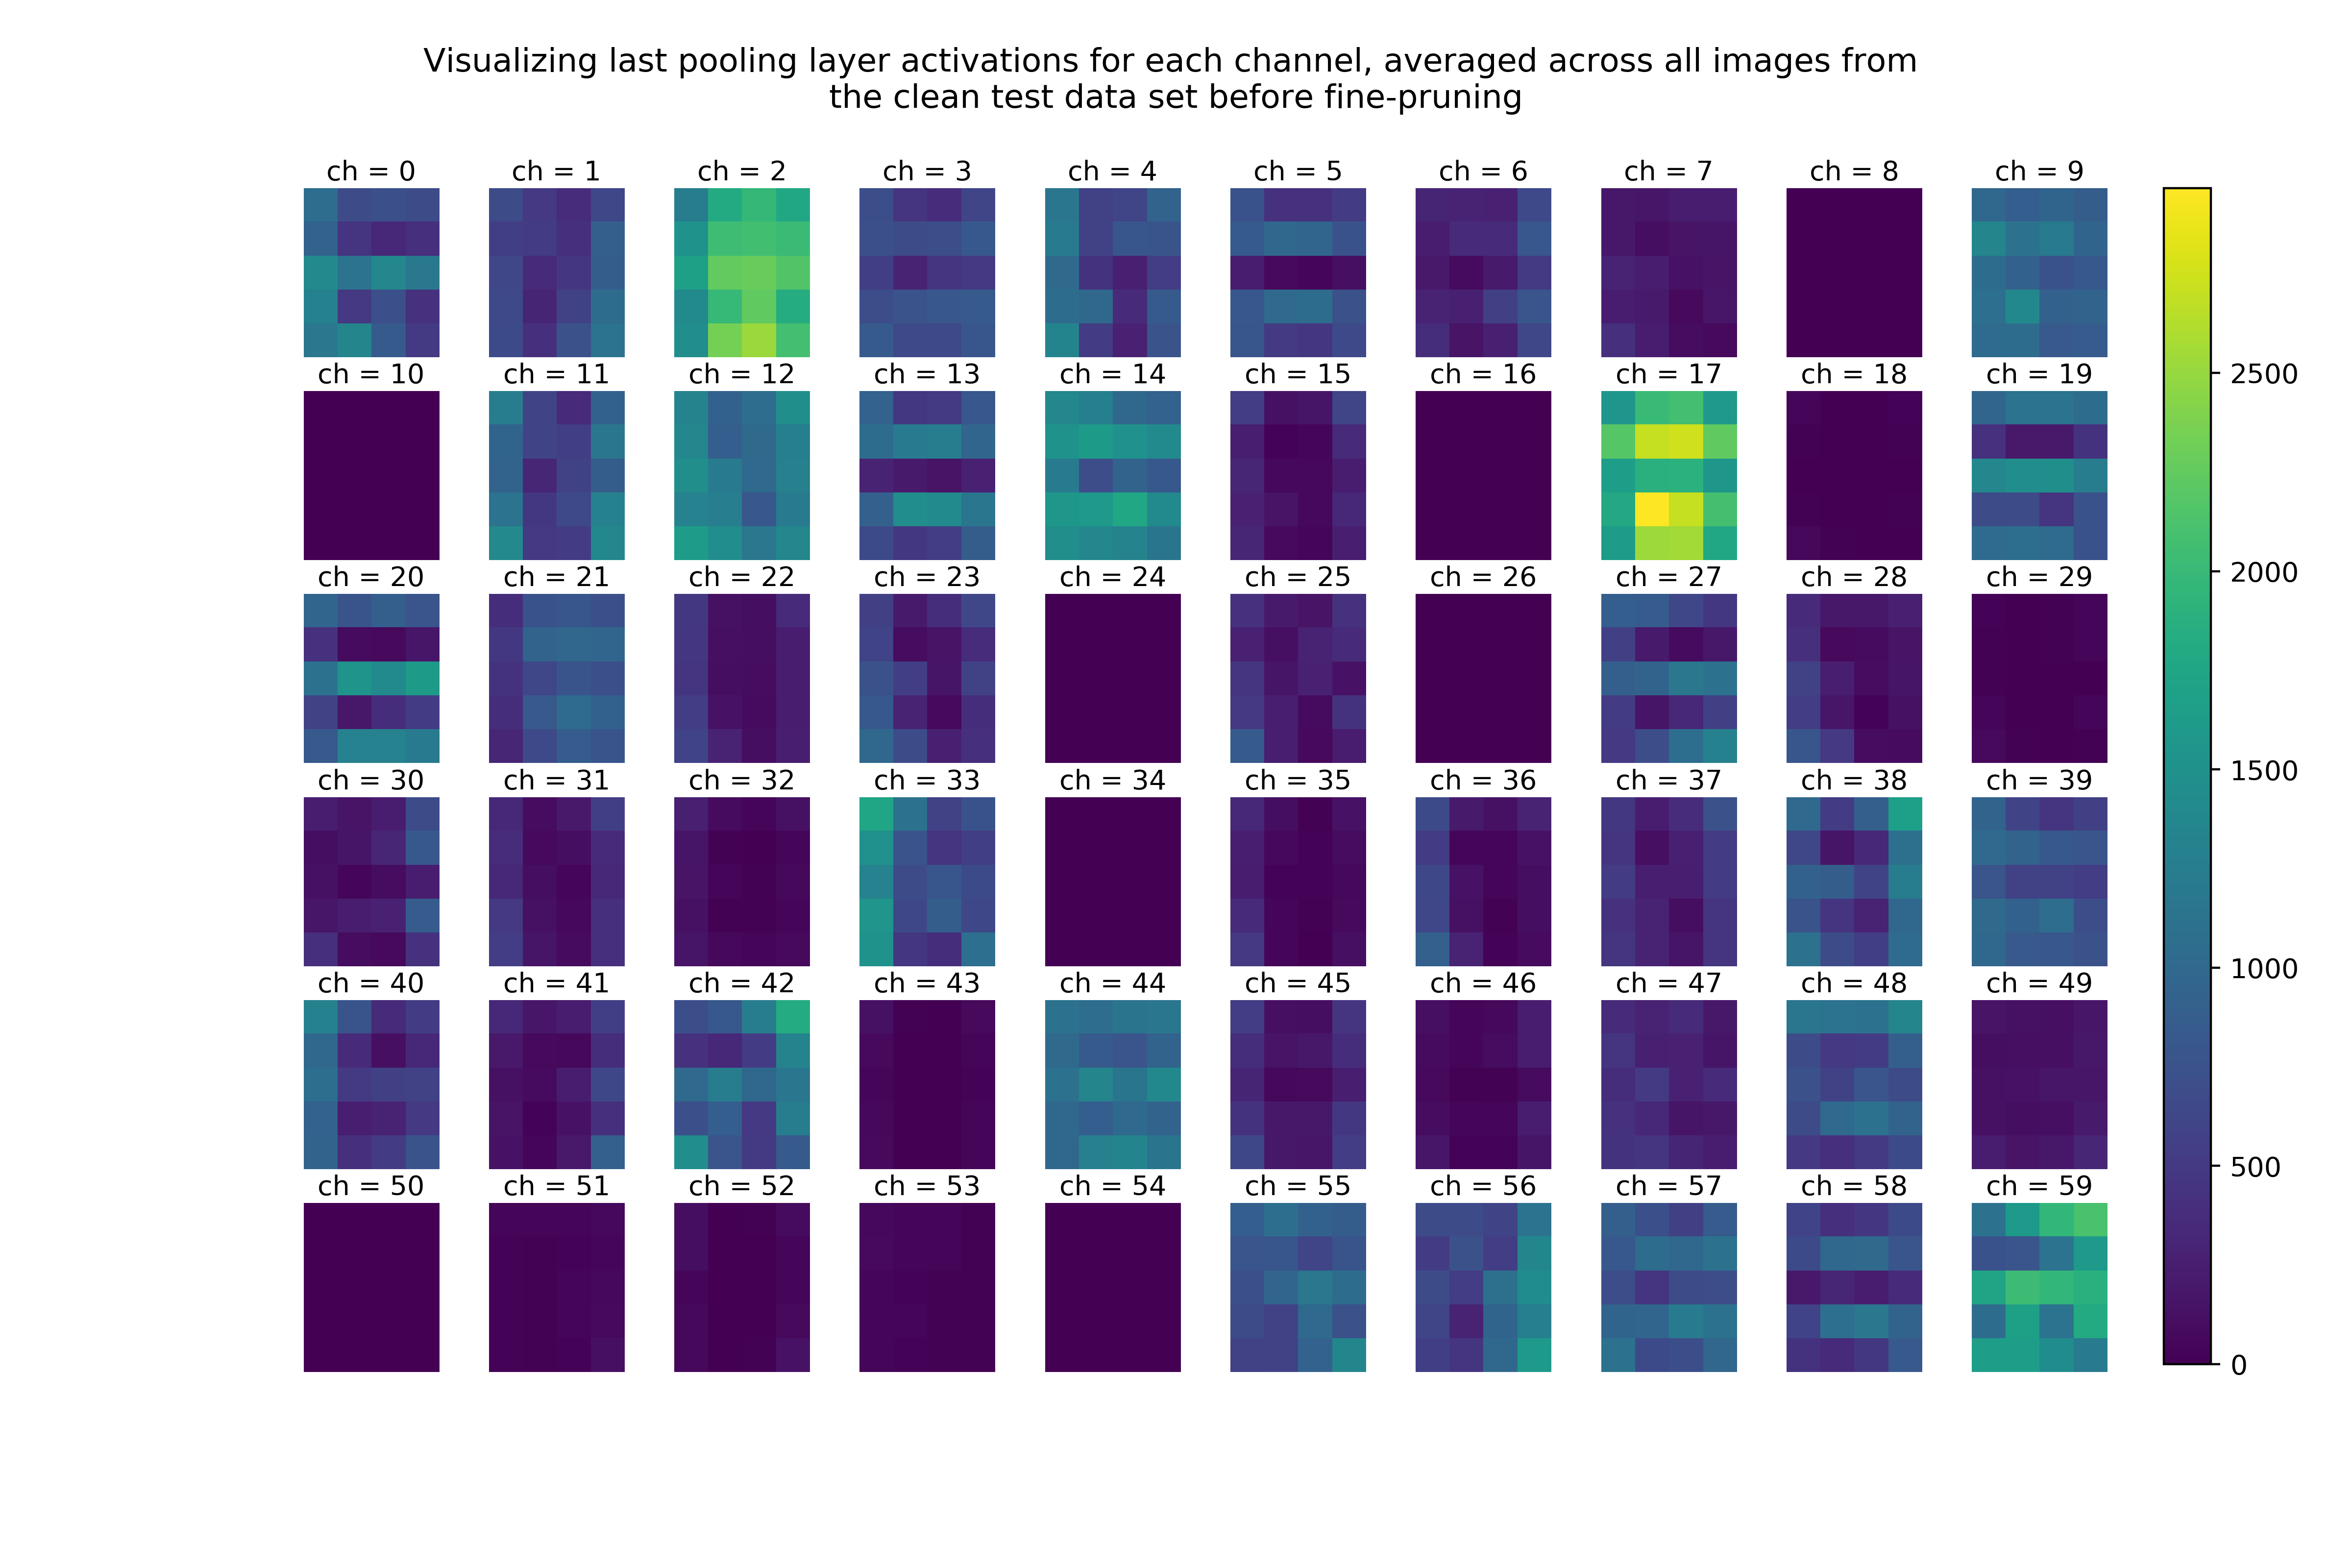 Visualizing last pooling layer activations for each channel, averaged across all images from
the clean test data set before fine-pruning
ch = 0 ch = 1 ch = 2 ch = 3 ch = 4 ch = 5 ch = 6 ch = 7 ch = 8 ch = 9
ch = 10 ch = 11 ch = 12 ch = 13 ch = 14 ch = 15 ch = 16 ch = 17 ch = 18 ch = 19
2500
ch = 20 ch = 21 ch = 22 ch = 23 ch = 24 ch = 25 ch = 26 ch = 27 ch = 28 ch = 29
2000
ch = 30 ch = 31 ch = 32 ch = 33 ch = 34 ch = 35 ch = 36 ch = 37 ch = 38 ch = 39
1500
1000
ch = 40 ch = 41 ch = 42 ch = 43 ch = 44 ch = 45 ch = 46 ch = 47 ch = 48 ch = 49
500
ch = 50 ch = 51 ch = 52 ch = 53 ch = 54 ch = 55 ch = 56 ch = 57 ch = 58 ch = 59
0